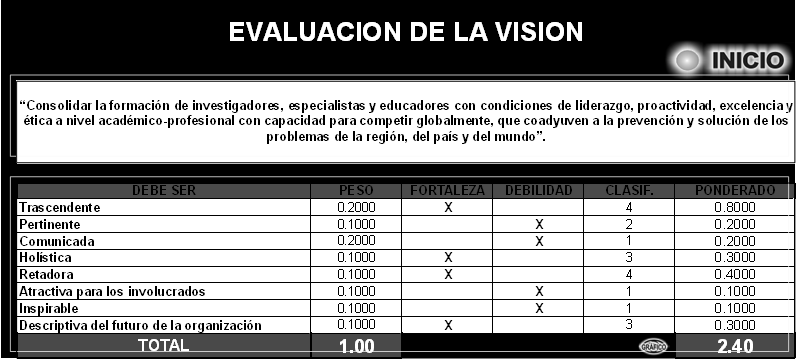 EVALUACION DE LA VISION
INICIO
“Consolidar la formación de investigadores, especialistas y educadores con condiciones de liderazgo, proactividad, excelencia y
ética a nivel académico-profesional con capacidad para competir globalmente, que coadyuven a la prevención y solución de los
problemas de la región, del país y del mundo”.
DEBE SER PESO FORTALEZA DEBILIDAD CLASIF. PONDERADO
Trascendente 0.2000 X 4 0.8000
Pertinente 0.1000 X 2 0.2000
Comunicada 0.2000 X 1 0.2000
Holística 0.1000 X 3 0.3000
Retadora 0.1000 X 4 0.4000
Atractiva para los involucrados 0.1000 X 1 0.1000
Inspirable 0.1000 X 1 0.1000
Descriptiva del futuro de la organización 0.1000 X 3 0.3000
TOTAL 1.00 GRÁFICO 2.40